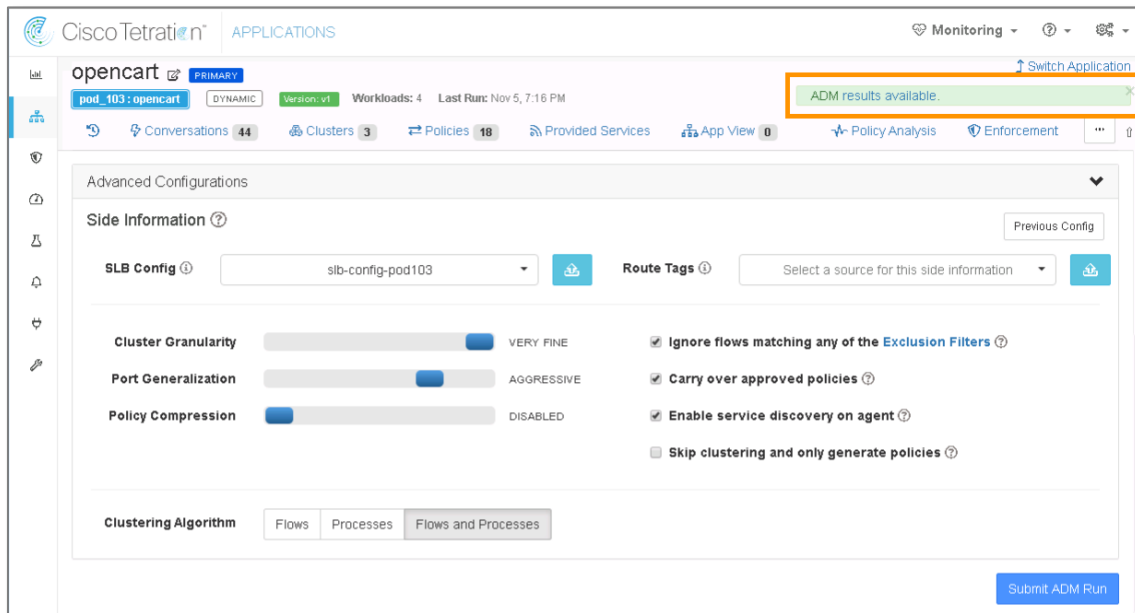 Cisco Tetration™ APPLICATIONS Monitoring
opencart PRIMARY Switch Application
pod_103 : opencart DYNAMIC Version: v1 Workloads: 4 Last Run: Nov 5, 7:16 PM
ADM results available.
Conversations 44 Clusters 3 Policies 18 Provided Services App View 0 Policy Analysis Enforcement ...
Advanced Configurations
Side Information
Previous Config
SLB Config slb-config-pod103 Route Tags Select a source for this side information
Cluster Granularity VERY FINE Ignore flows matching any of the Exclusion Filters
Port Generalization AGGRESSIVE Carry over approved policies
Policy Compression DISABLED Enable service discovery on agent
Skip clustering and only generate policies
Clustering Algorithm Flows Processes Flows and Processes
Submit ADM Run